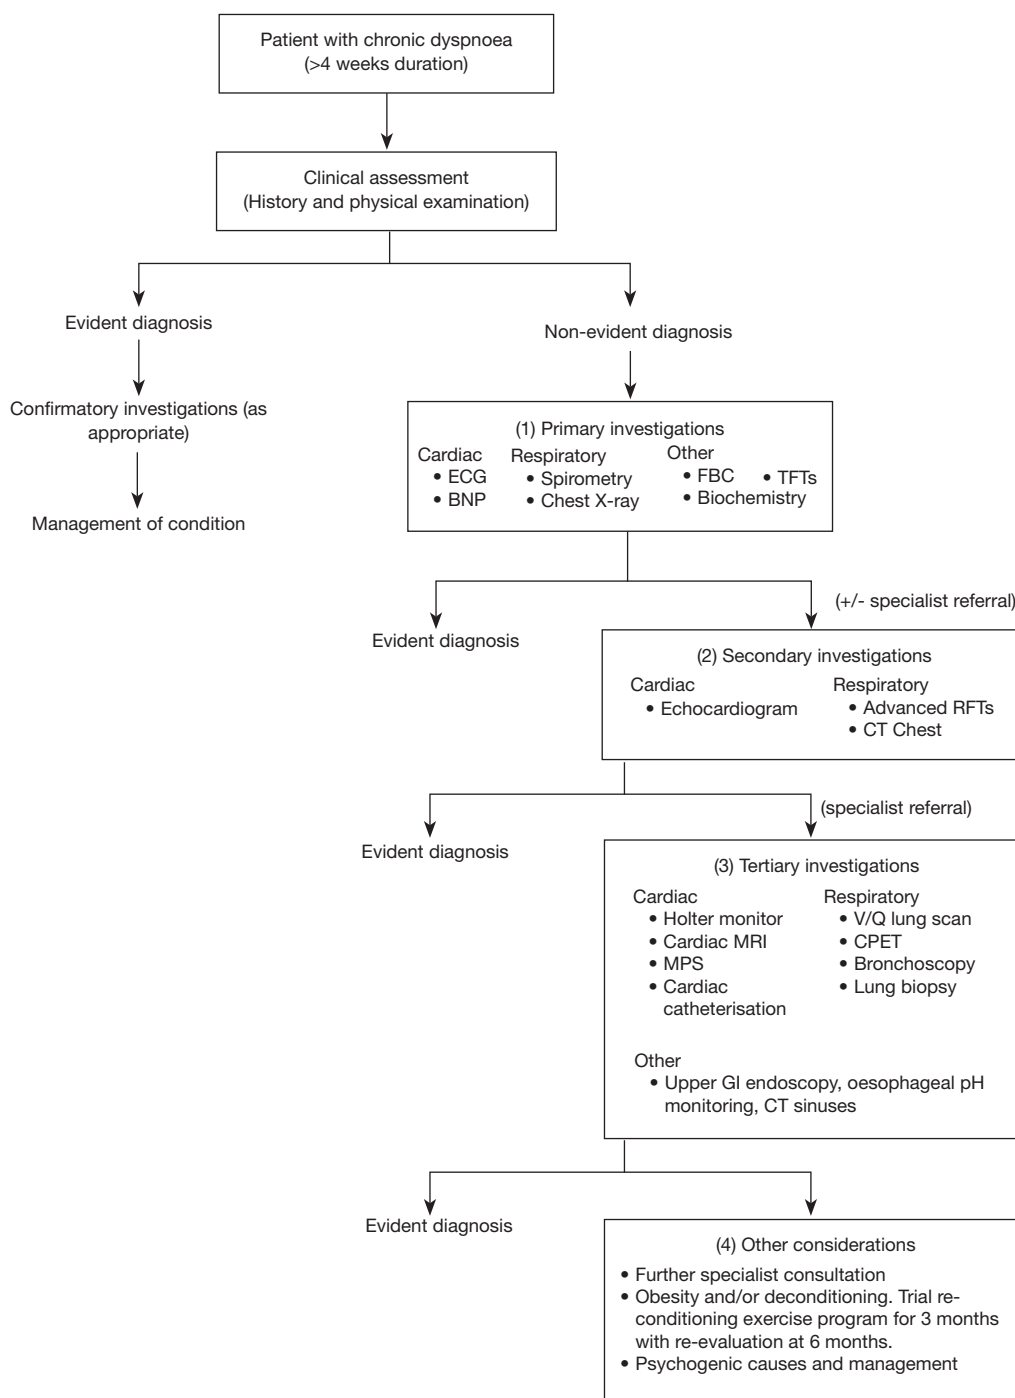 Patient with chronic dyspnoea
(>4 weeks duration)
Clinical assessment
(History and physical examination)
Evident diagnosis
Non-evident diagnosis
Confirmatory investigations (as
appropriate)
Management of condition
(1) Primary investigations
Cardiac
• ECG
• BNP
Respiratory
• Spirometry
• Chest X-ray
Other
• FBC • TFTs
• Biochemistry
Evident diagnosis
(+/- specialist referral)
(2) Secondary investigations
Cardiac
• Echocardiogram
Respiratory
• Advanced RFTs
• CT Chest
Evident diagnosis
(specialist referral)
(3) Tertiary investigations
Cardiac
• Holter monitor
• Cardiac MRI
• MPS
• Cardiac
catheterisation
Respiratory
• V/Q lung scan
• CPET
• Bronchoscopy
• Lung biopsy
Other
• Upper GI endoscopy, oesophageal pH
monitoring, CT sinuses
Evident diagnosis
(4) Other considerations
• Further specialist consultation
• Obesity and/or deconditioning. Trial re-
conditioning exercise program for 3 months
with re-evaluation at 6 months.
• Psychogenic causes and management